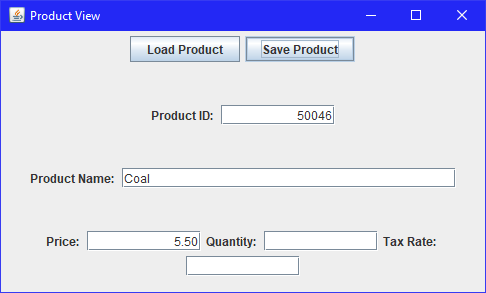 Product View
Load Product Save Product
Product ID: 50046
Product Name: Coal
Price: 5.50 Quantity: Tax Rate: